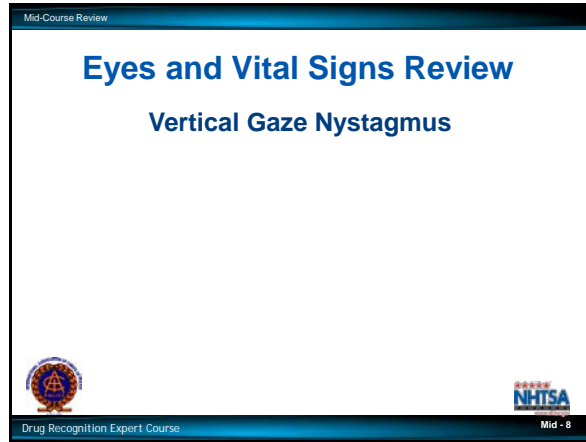 Mid-Course Review
Eyes and Vital Signs Review
Vertical Gaze Nystagmus
NHTSA
Drug Recognition Expert Course
Mid - 8